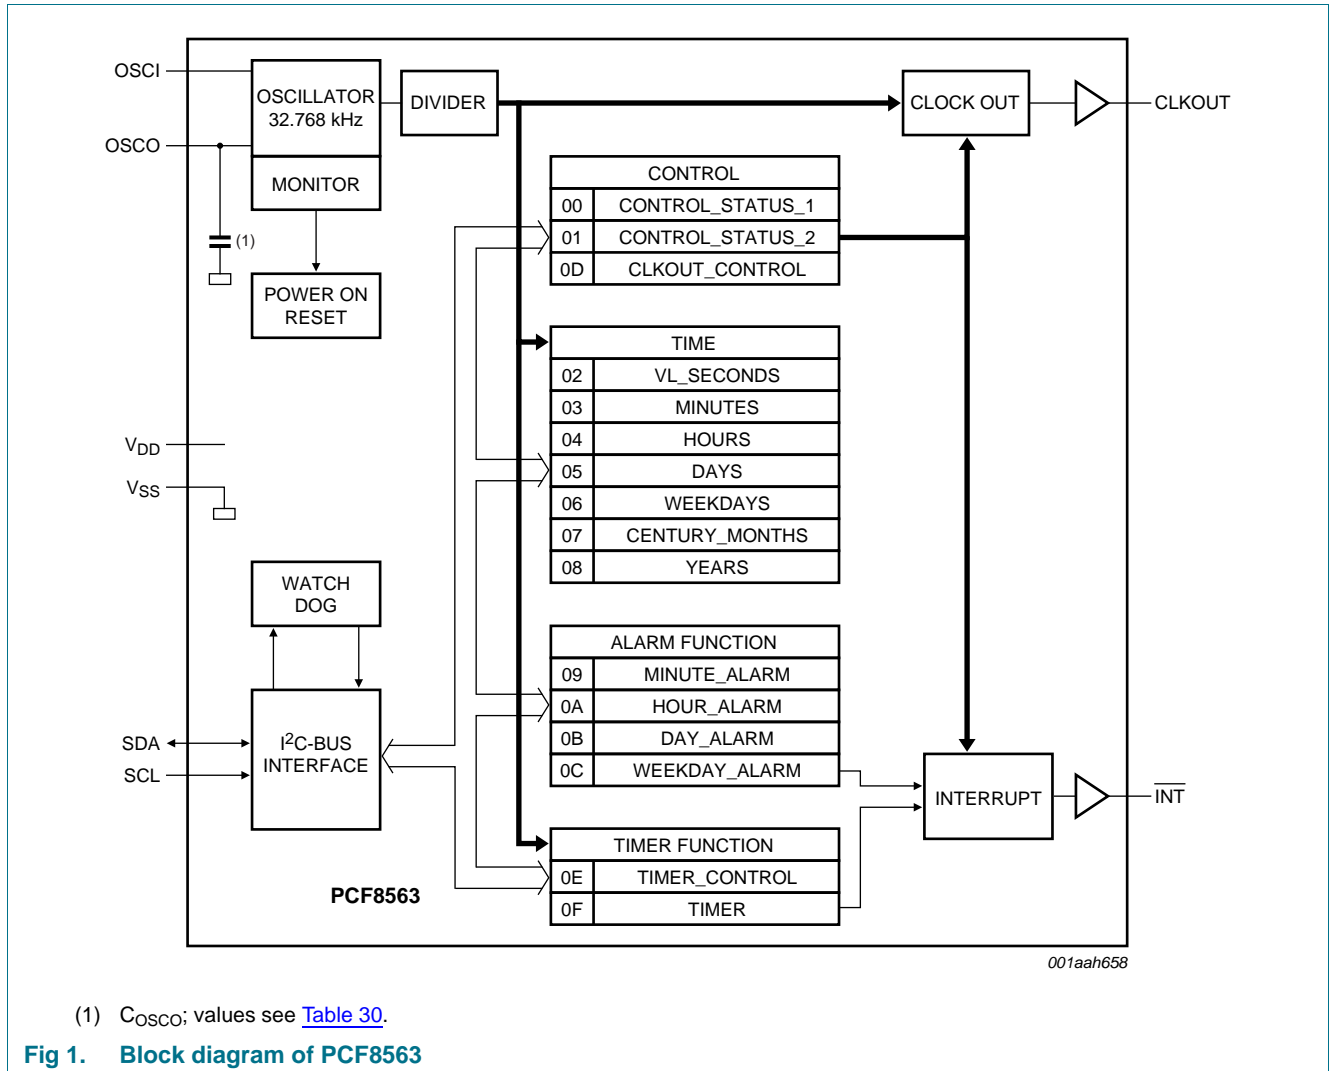 OSCI
OSCO
OSCILLATOR
32.768 kHz
MONITOR
(1)
POWER ON
RESET
DIVIDER
CLOCK OUT
CLKOUT
CONTROL
00 CONTROL_STATUS_1
01 CONTROL_STATUS_2
0D CLKOUT_CONTROL
TIME
02 VL_SECONDS
03 MINUTES
04 HOURS
05 DAYS
06 WEEKDAYS
07 CENTURY_MONTHS
08 YEARS
VDD
VSS
WATCH
DOG
SDA
SCL
I2C-BUS
INTERFACE
ALARM FUNCTION
09 MINUTE_ALARM
0A HOUR_ALARM
0B DAY_ALARM
0C WEEKDAY_ALARM
INTERRUPT
INT
TIMER FUNCTION
0E TIMER_CONTROL
0F TIMER
PCF8563
001aah658
(1) COSCO; values see Table 30.
Fig 1. Block diagram of PCF8563